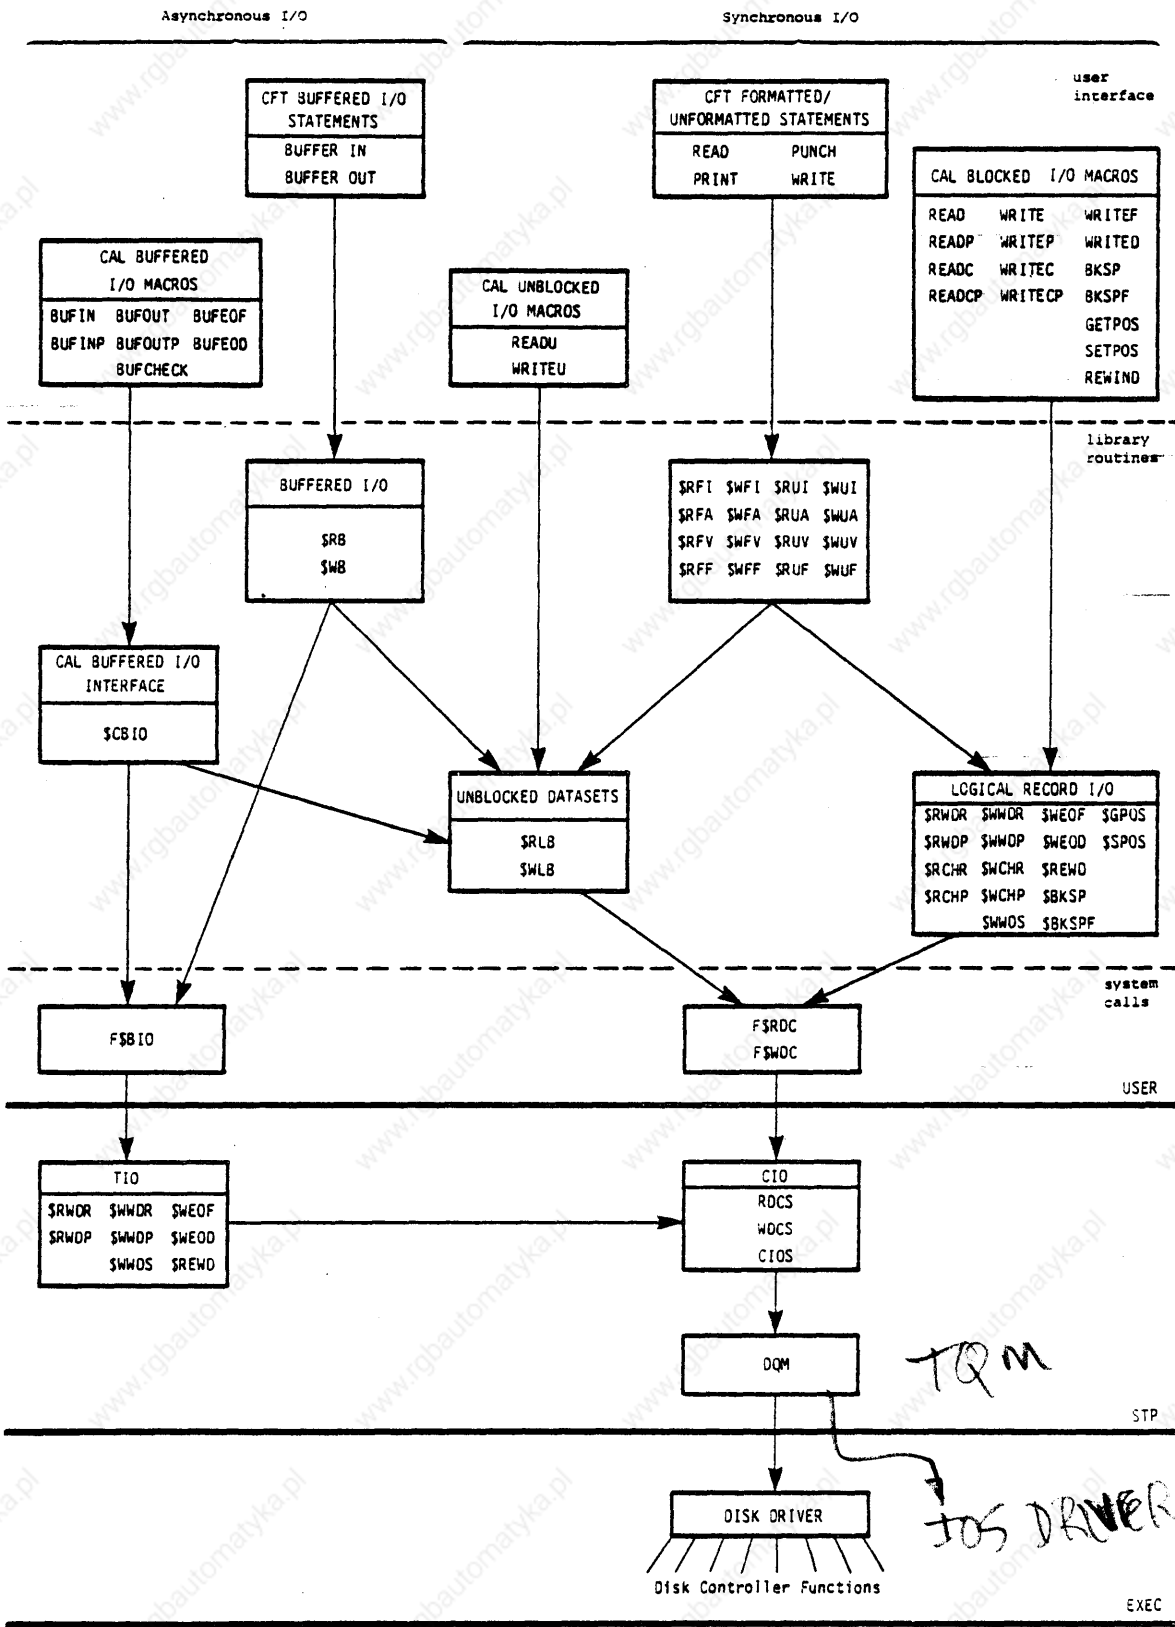 Asynchronous I/O
Synchronous I/O
user
interface
CFT BUFFERED I/O
STATEMENTS
BUFFER IN
BUFFER OUT
CFT FORMATTED/
UNFORMATTED STATEMENTS
READ PUNCH
PRINT WRITE
CAL BLOCKED I/O MACROS
READ WRITE WRITEF
READP WRITEP WRITED
READC WRITEC BKSP
READCP WRITECP BKSPF
GETPOS
SETPOS
REWIND
CAL BUFFERED
I/O MACROS
BUFIN BUFOUT BUFEOF
BUFINP BUFOUTP BUFEOD
BUFCHECK
CAL UNBLOCKED
I/O MACROS
READU
WRITEU
library
routines
BUFFERED I/O
$RB
$WB
$RFI $WFI $RUI $WUI
$RFA $WFA $RUA $WUA
$RFV $WFV $RUV $WUV
$RFF $WFF $RUF $WUF
CAL BUFFERED I/O
INTERFACE
$CBIO
UNBLOCKED DATASETS
$RLB
$WLB
LOGICAL RECORD I/O
$RWDR $WWDR $WEOF $GPOS
$RWDP $WWDP $WEOD $SPOS
$RCHR $WCHR $REWD
$RCHP $WCHP $BKSP
$WWDS $BKSPF
system
calls
F$BIO
F$RDC
F$WDC
USER
TIO
$RWDR $WWDR $WEOF
$RWDP $WWDP $WEOD
$WWDS $REWD
CIO
RDCS
WDCS
CIOS
DQM
TQM
STP
DISK DRIVER
IOS DRIVER
Disk Controller Functions
EXEC
www.rgbautomatyka.pl